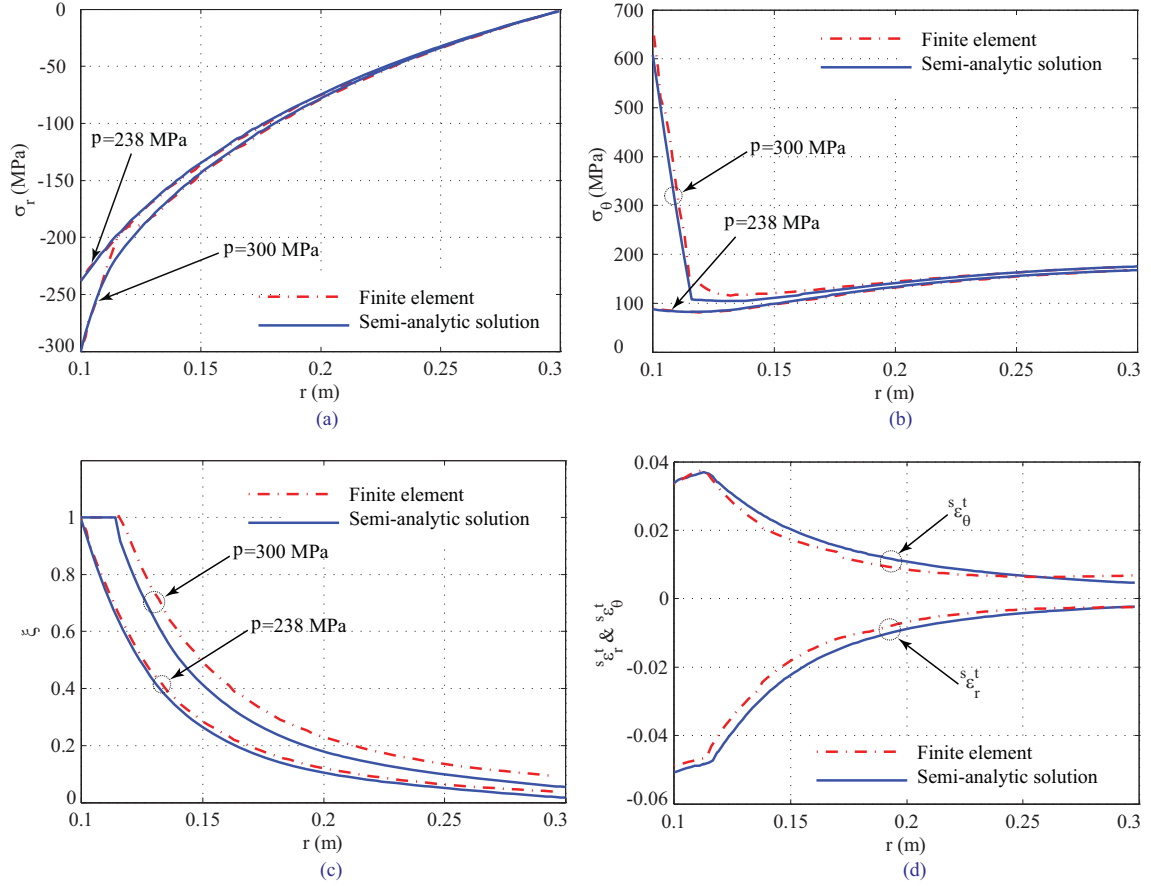 0
-50
-100
-150
-200
-250
-300
σr (MPa)
p=238 MPa
p=300 MPa
Finite element
Semi-analytic solution
0.1
0.15
0.2
0.25
0.3
r (m)
(a)
700
600
500
400
300
200
100
0
σθ (MPa)
Finite element
Semi-analytic solution
p=300 MPa
p=238 MPa
0.1
0.15
0.2
0.25
0.3
r (m)
(b)
1
0.8
0.6
0.4
0.2
0
ξ
Finite element
Semi-analytic solution
p=300 MPa
p=238 MPa
0.1
0.15
0.2
0.25
0.3
r (m)
(c)
0.04
0.02
0
-0.02
-0.04
-0.06
ˢεᵣᵗ & ˢε_θᵗ
ˢε_θᵗ
ˢεᵣᵗ
Finite element
Semi-analytic solution
0.1
0.15
0.2
0.25
0.3
r (m)
(d)